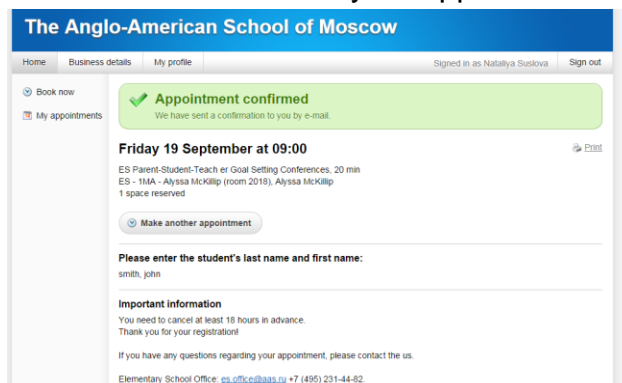 The Anglo-American School of Moscow
Home Business details My profile Signed in as Nataliya Suslova Sign out
Book now
My appointments
Appointment confirmed
We have sent a confirmation to you by e-mail.
Friday 19 September at 09:00
Print
ES Parent-Student-Teach er Goal Setting Conferences, 20 min
ES - 1MA - Alyssa McKillip (room 2018), Alyssa McKillip
1 space reserved
Make another appointment
Please enter the student's last name and first name:
smith, john
Important information
You need to cancel at least 18 hours in advance.
Thank you for your registration!
If you have any questions regarding your appointment, please contact the us.
Elementary School Office: es.office@aas.ru +7 (495) 231-44-82.